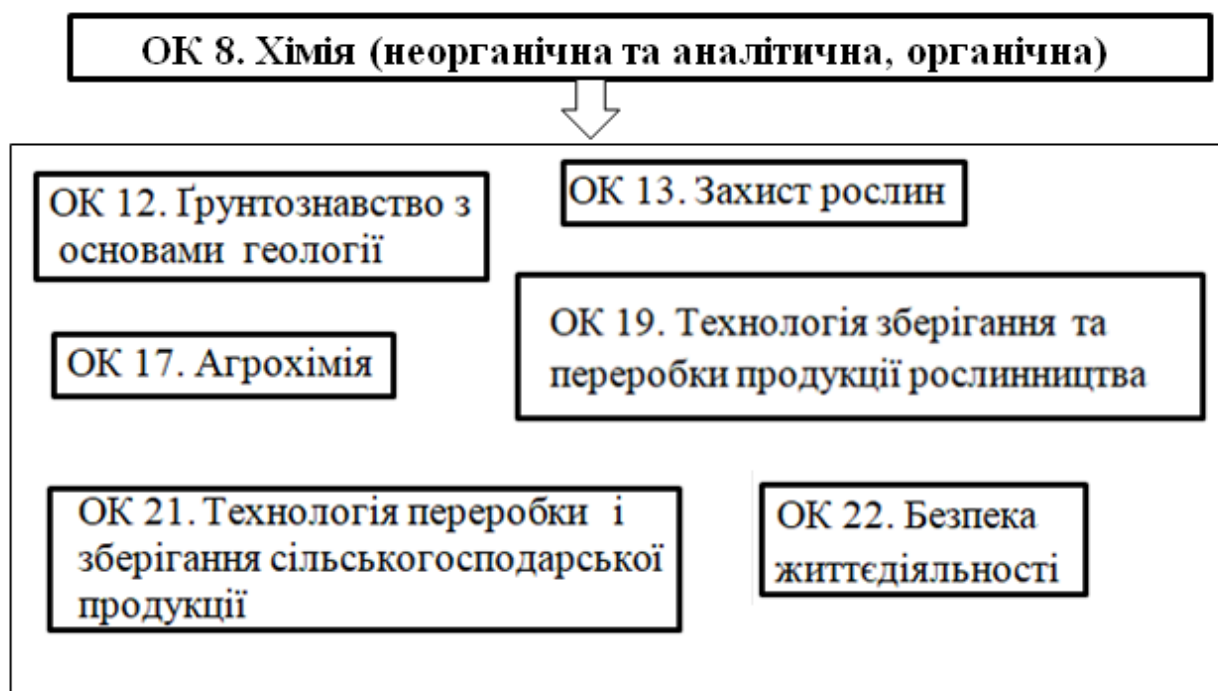 ОК 8. Хімія (неорганічна та аналітична, органічна)
ОК 12. Ґрунтознавство з
основами геології
ОК 13. Захист рослин
ОК 19. Технологія зберігання та
переробки продукції рослинництва
ОК 17. Агрохімія
ОК 21. Технологія переробки і
зберігання сільськогосподарської
продукції
ОК 22. Безпека
життєдіяльності